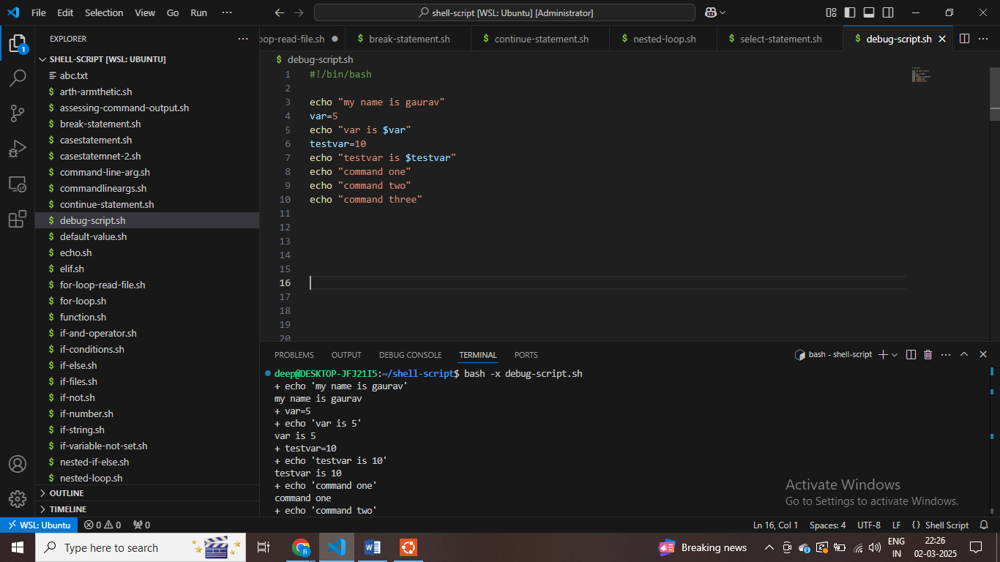 File Edit Selection View Go Run ··· shell-script [WSL: Ubuntu] [Administrator]
EXPLORER ···
oop-read-file.sh break-statement.sh continue-statement.sh nested-loop.sh select-statement.sh debug-script.sh
SHELL-SCRIPT [WSL: UBUNTU]
abc.txt
$ arth-armthetic.sh
$ assessing-command-output.sh
$ break-statement.sh
$ casestatement.sh
$ casestatemnet-2.sh
$ command-line-arg.sh
$ commandlineargs.sh
$ continue-statement.sh
$ debug-script.sh
$ default-value.sh
$ echo.sh
$ elif.sh
$ for-loop-read-file.sh
$ for-loop.sh
$ function.sh
$ if-and-operator.sh
$ if-conditions.sh
$ if-else.sh
$ if-files.sh
$ if-not.sh
$ if-number.sh
$ if-string.sh
$ if-variable-not-set.sh
$ nested-if-else.sh
$ nested-loop.sh
OUTLINE
TIMELINE
1
$ debug-script.sh
1 #!/bin/bash
2
3 echo "my name is gaurav"
4 var=5
5 echo "var is $var"
6 testvar=10
7 echo "testvar is $testvar"
8 echo "command one"
9 echo "command two"
10 echo "command three"
11
12
13
14
15
16
17
18
19
20
PROBLEMS OUTPUT DEBUG CONSOLE TERMINAL PORTS bash - shell-script
deep@DESKTOP-JFJ21I5:~/shell-script$ bash -x debug-script.sh
+ echo 'my name is gaurav'
my name is gaurav
+ var=5
+ echo 'var is 5'
var is 5
+ testvar=10
+ echo 'testvar is 10'
testvar is 10
+ echo 'command one'
command one
+ echo 'command two'
Activate Windows
Go to Settings to activate Windows.
WSL: Ubuntu 0 0 0 Ln 16, Col 1 Spaces: 4 UTF-8 LF {} Shell Script
Type here to search Breaking news ENG IN 22:26 02-03-2025